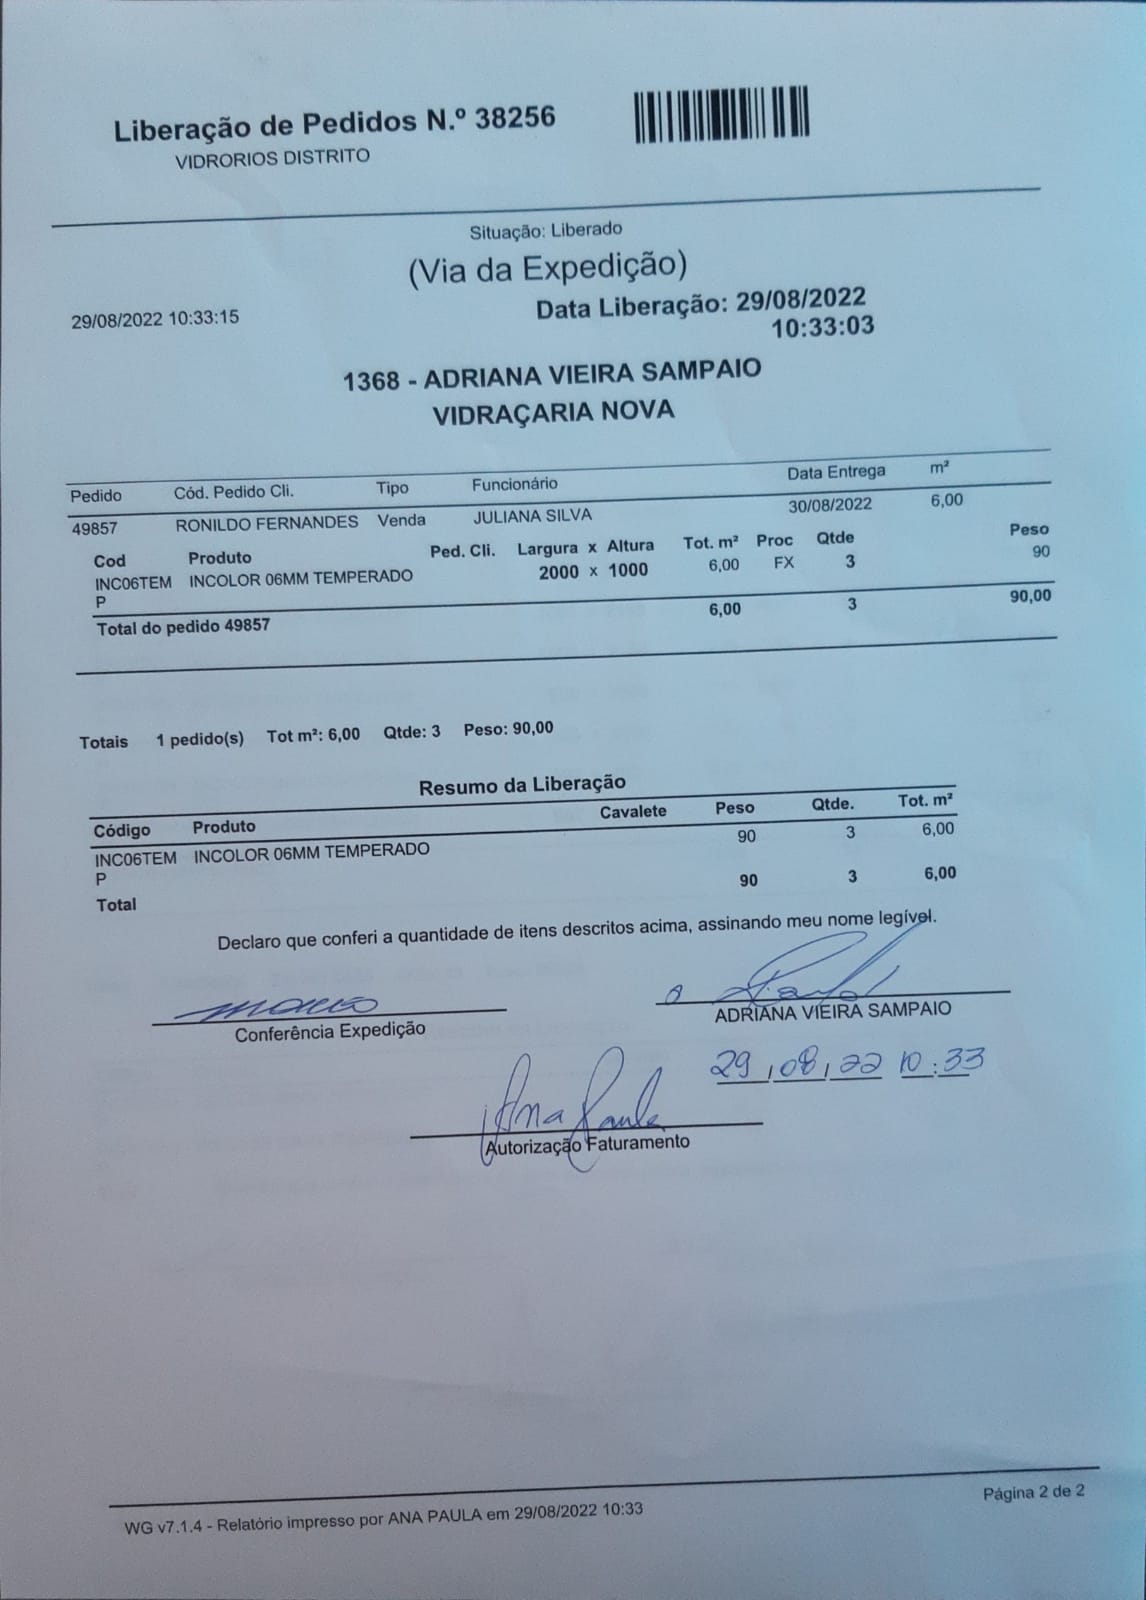 Liberação de Pedidos N.º 38256
VIDRORIOS DISTRITO
Situação: Liberado
(Via da Expedição)
29/08/2022 10:33:15
Data Liberação: 29/08/2022
10:33:03
1368 - ADRIANA VIEIRA SAMPAIO
VIDRAÇARIA NOVA
Pedido Cód. Pedido Cli. Tipo Funcionário Data Entrega m²
49857 RONILDO FERNANDES Venda JULIANA SILVA 30/08/2022 6,00
Cod Produto Ped. Cli. Largura x Altura Tot. m² Proc Qtde Peso
INC06TEM INCOLOR 06MM TEMPERADO 2000 x 1000 6,00 FX 3 90
P
Total do pedido 49857 6,00 3 90,00
Totais 1 pedido(s) Tot m²: 6,00 Qtde: 3 Peso: 90,00
Resumo da Liberação
Código Produto Cavalete Peso Qtde. Tot. m²
INC06TEM INCOLOR 06MM TEMPERADO 90 3 6,00
P
Total 90 3 6,00
Declaro que conferi a quantidade de itens descritos acima, assinando meu nome legível.
Conferência Expedição
ADRIANA VIEIRA SAMPAIO
29/08/22 10:33
Ana Paula
Autorização Faturamento
WG v7.1.4 - Relatório impresso por ANA PAULA em 29/08/2022 10:33
Página 2 de 2